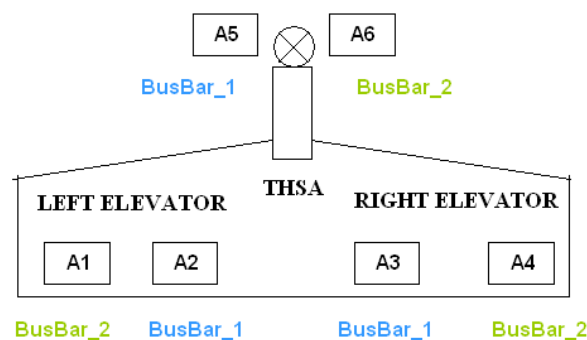 A5 A6
BusBar_1 BusBar_2
THSA
LEFT ELEVATOR RIGHT ELEVATOR
A1 A2 A3 A4
BusBar_2 BusBar_1 BusBar_1 BusBar_2